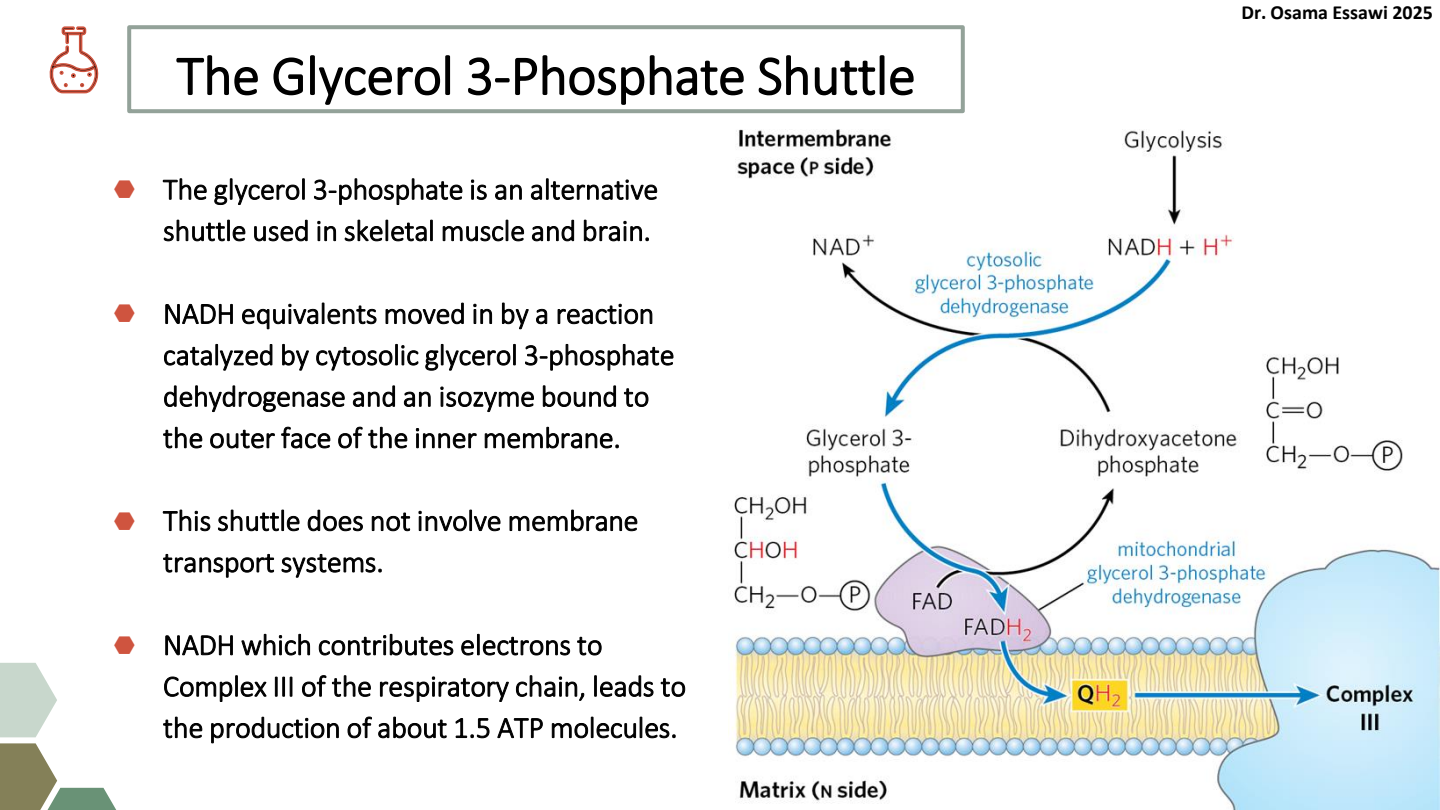 Dr. Osama Essawi 2025
The Glycerol 3-Phosphate Shuttle
The glycerol 3-phosphate is an alternative
shuttle used in skeletal muscle and brain.
NADH equivalents moved in by a reaction
catalyzed by cytosolic glycerol 3-phosphate
dehydrogenase and an isozyme bound to
the outer face of the inner membrane.
This shuttle does not involve membrane
transport systems.
NADH which contributes electrons to
Complex III of the respiratory chain, leads to
the production of about 1.5 ATP molecules.
Intermembrane
space (P side)
Glycolysis
NAD⁺
NADH + H⁺
cytosolic
glycerol 3-phosphate
dehydrogenase
Glycerol 3-
phosphate
Dihydroxyacetone
phosphate
CH₂OH
C=O
CH₂—O—P
CH₂OH
CHOH
CH₂—O—P
FAD
FADH₂
mitochondrial
glycerol 3-phosphate
dehydrogenase
QH₂
Complex
III
Matrix (N side)